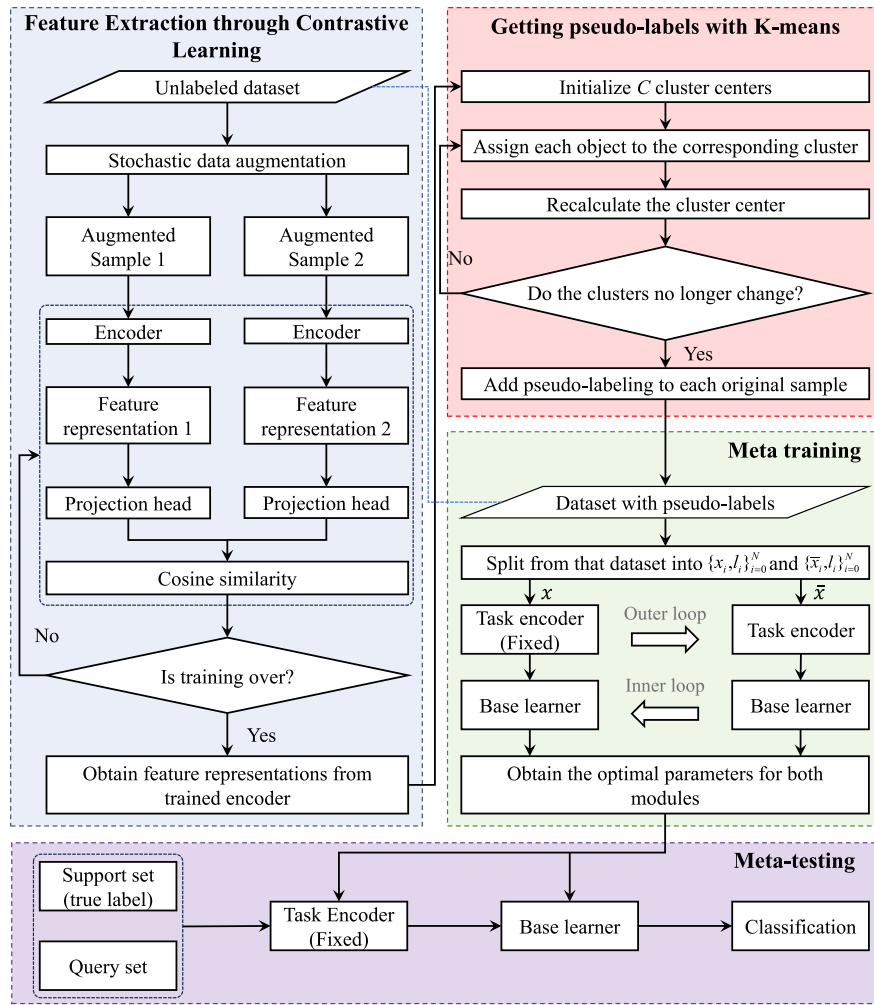 Feature Extraction through Contrastive
Learning
Unlabeled dataset
Stochastic data augmentation
Augmented
Sample 1
Augmented
Sample 2
Encoder
Encoder
Feature
representation 1
Feature
representation 2
Projection head
Projection head
Cosine similarity
No
Is training over?
Yes
Obtain feature representations from
trained encoder
Getting pseudo-labels with K-means
Initialize C cluster centers
Assign each object to the corresponding cluster
Recalculate the cluster center
No
Do the clusters no longer change?
Yes
Add pseudo-labeling to each original sample
Meta training
Dataset with pseudo-labels
Split from that dataset into {x_i, l_i}_{i=0}^N and {x̄_i, l_i}_{i=0}^N
x
x̄
Task encoder
(Fixed)
Outer loop
Task encoder
Base learner
Inner loop
Base learner
Obtain the optimal parameters for both
modules
Meta-testing
Support set
(true label)
Query set
Task Encoder
(Fixed)
Base learner
Classification